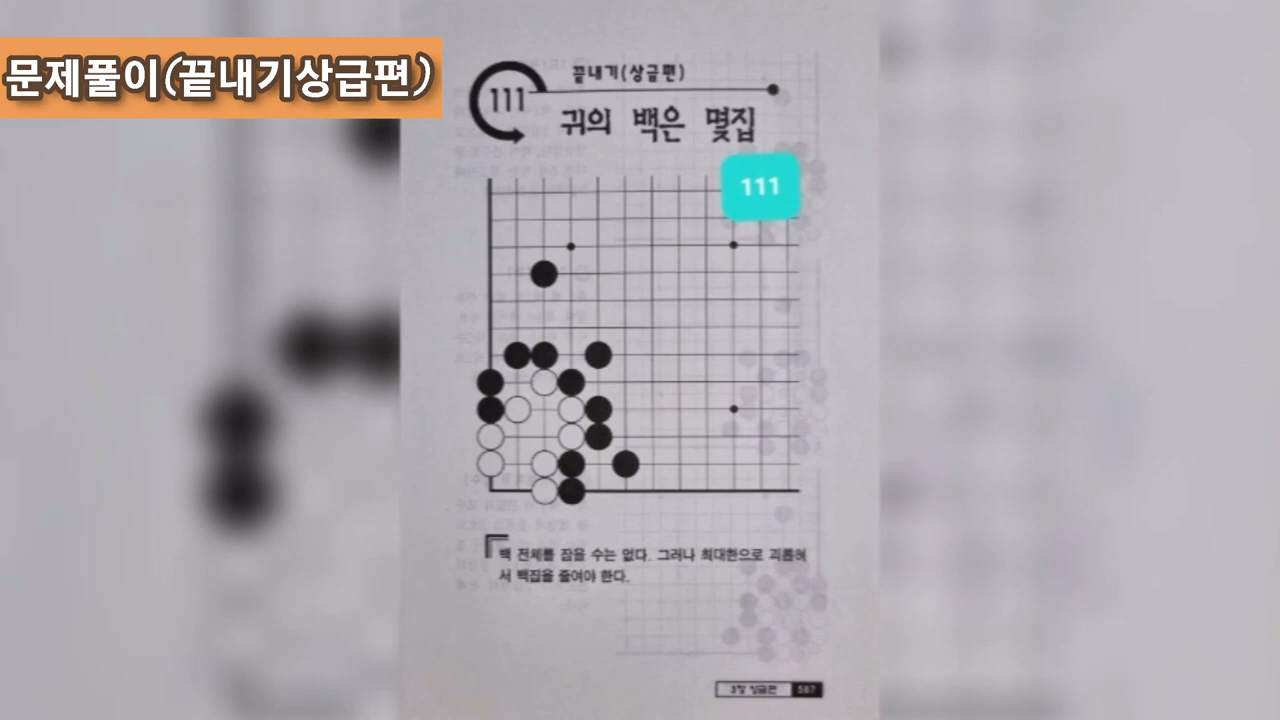 문제풀이(끝내기상급편)
끝내기(상급편)
111
귀의 백은 몇집
111
백 전체를 잡을 수는 없다. 그러나 최대한으로 괴롭혀
서 백집을 줄여야 한다.
3장 상급편 567